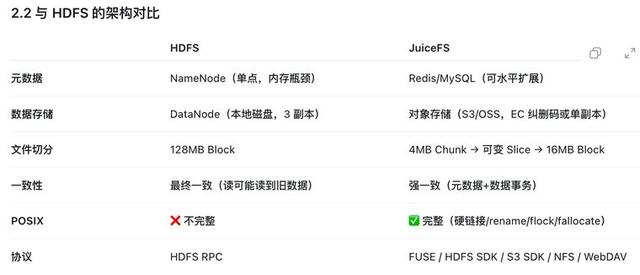 2.2 与 HDFS 的架构对比
HDFS JuiceFS
元数据 NameNode（单点，内存瓶颈） Redis/MySQL（可水平扩展）
数据存储 DataNode（本地磁盘，3 副本） 对象存储（S3/OSS，EC 纠删码或单副本）
文件切分 128MB Block 4MB Chunk → 可变 Slice → 16MB Block
一致性 最终一致（读可能读到旧数据） 强一致（元数据+数据事务）
POSIX ❌ 不完整 ✅ 完整（硬链接/rename/flock/fallocate）
协议 HDFS RPC FUSE / HDFS SDK / S3 SDK / NFS / WebDAV